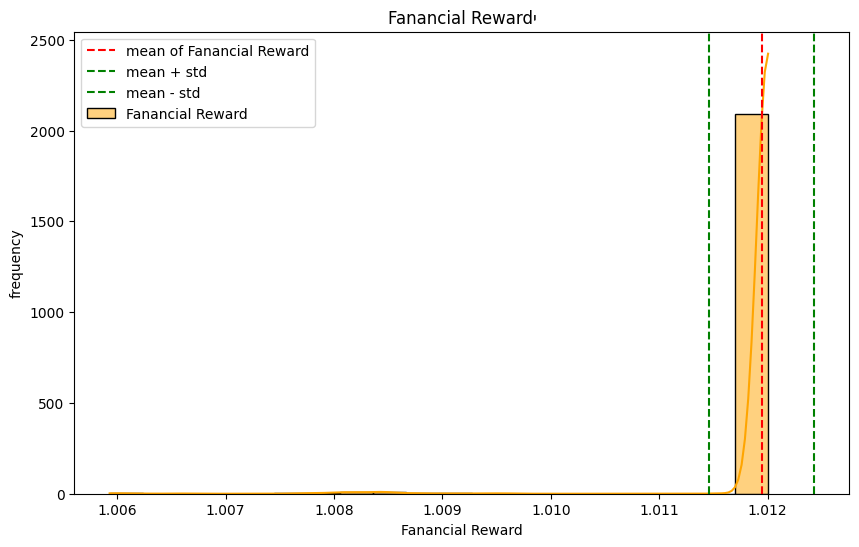 Fanancial Reward'
mean of Fanancial Reward
mean + std
mean - std
Fanancial Reward
2500
2000
1500
1000
500
0
frequency
1.006 1.007 1.008 1.009 1.010 1.011 1.012
Fanancial Reward